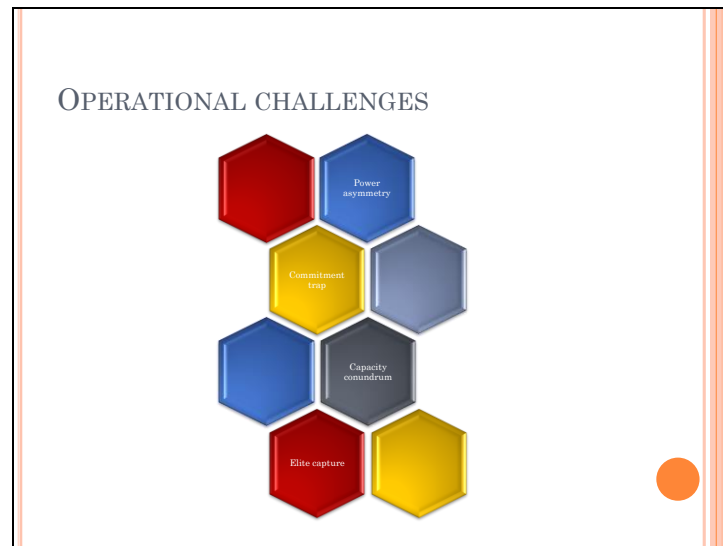 OPERATIONAL CHALLENGES
Power
asymmetry
Commitment
trap
Capacity
conundrum
Elite capture